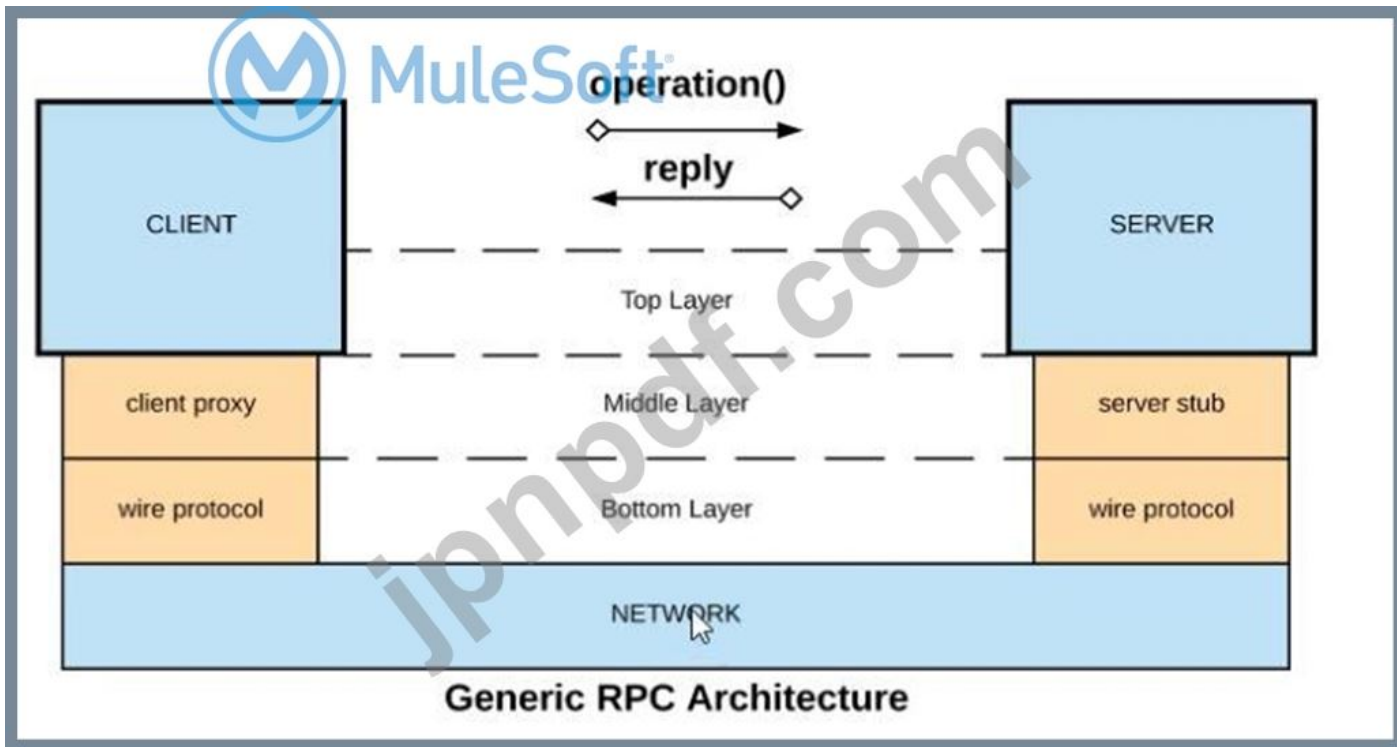 MuleSoft
operation()
reply
CLIENT
SERVER
Top Layer
client proxy
Middle Layer
server stub
wire protocol
Bottom Layer
wire protocol
NETWORK
Generic RPC Architecture
jpnpdf.com